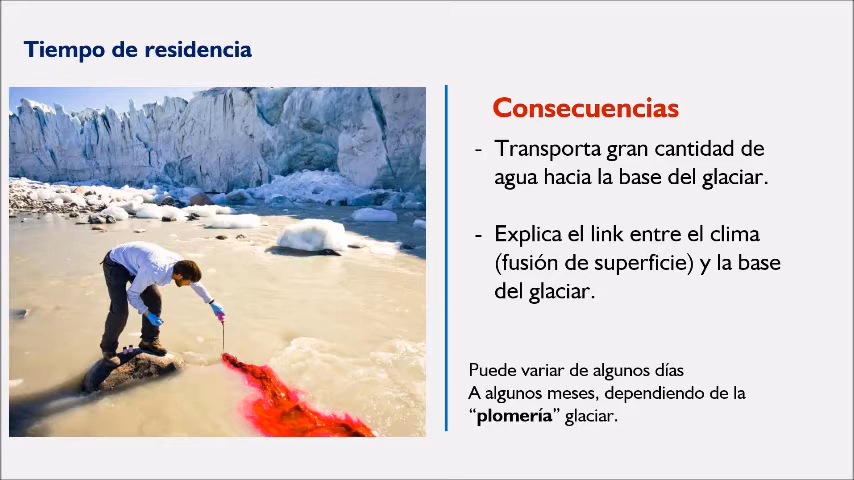 Tiempo de residencia
Consecuencias
- Transporta gran cantidad de
agua hacia la base del glaciar.
- Explica el link entre el clima
(fusión de superficie) y la base
del glaciar.
Puede variar de algunos días
A algunos meses, dependiendo de la
“plomería” glaciar.